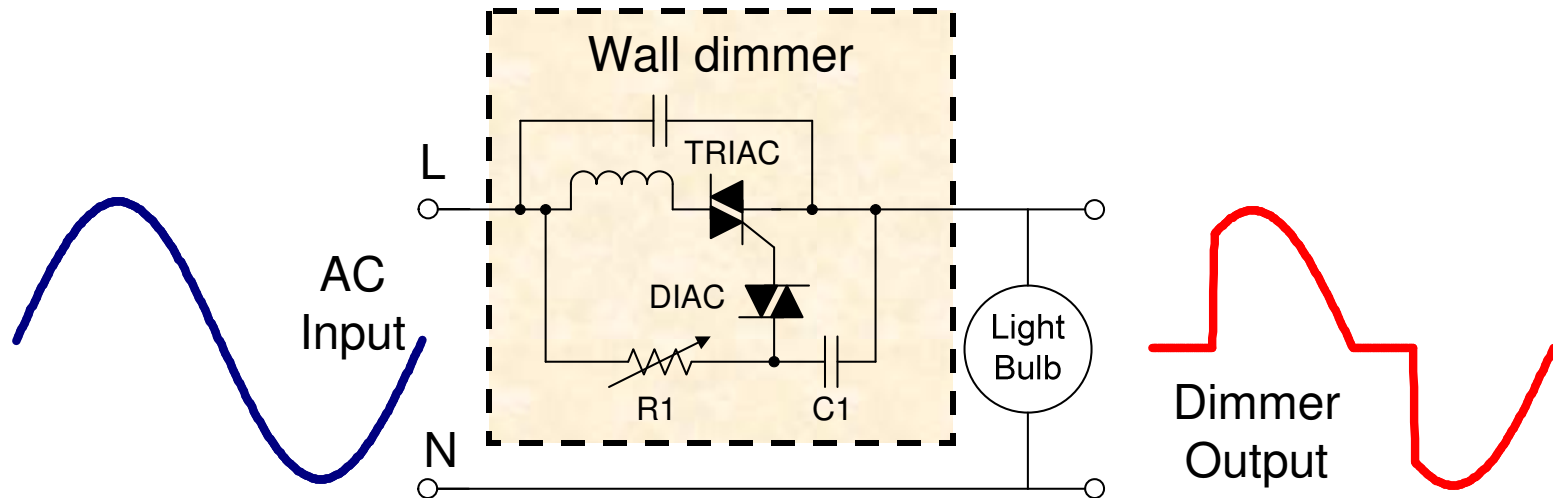 Wall dimmer
TRIAC
L
AC
Input
DIAC
Light
Bulb
R1
C1
Dimmer
Output
N